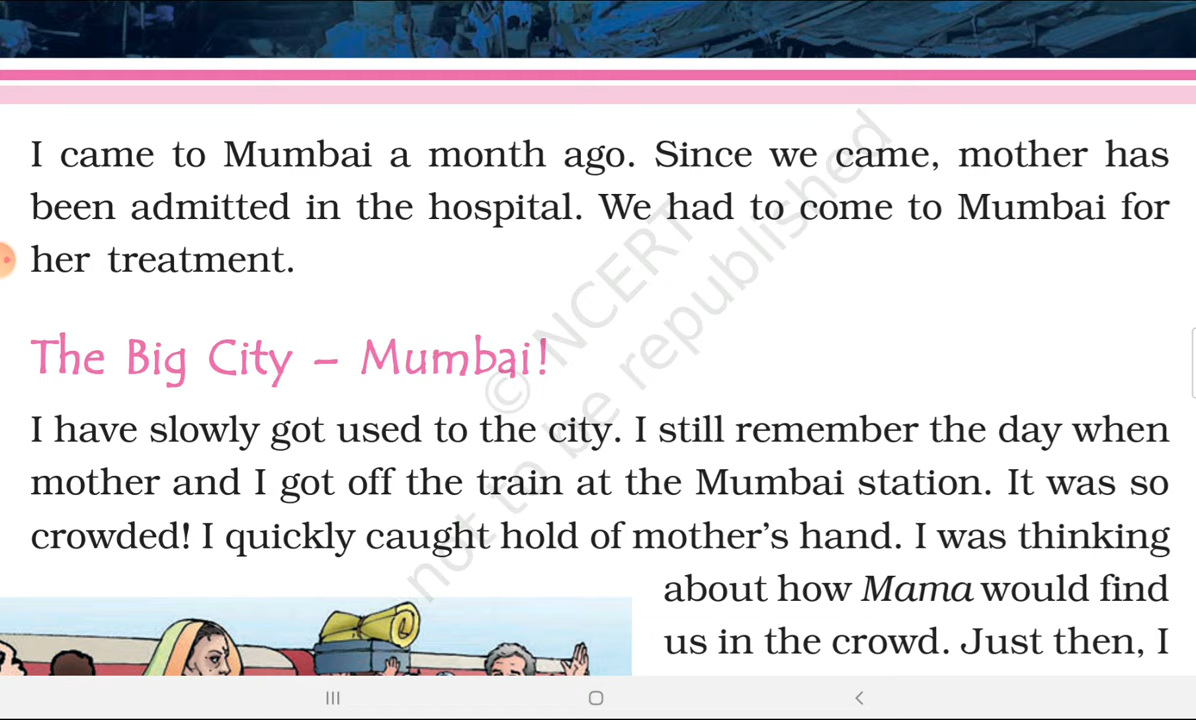 I came to Mumbai a month ago. Since we came, mother has
been admitted in the hospital. We had to come to Mumbai for
her treatment.
The Big City – Mumbai!
I have slowly got used to the city. I still remember the day when
mother and I got off the train at the Mumbai station. It was so
crowded! I quickly caught hold of mother's hand. I was thinking
about how Mama would find
us in the crowd. Just then, I
© NCERT
not to be republished